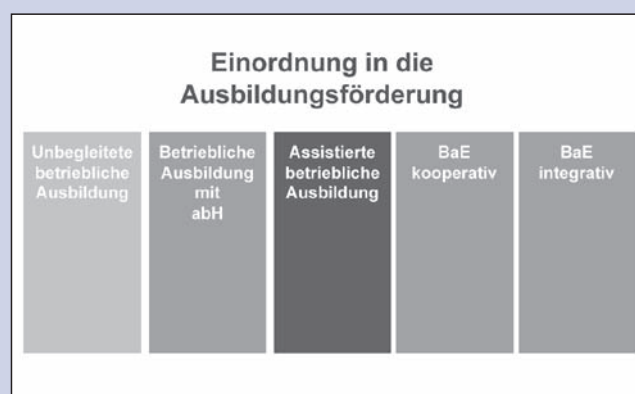 Einordnung in die
Ausbildungsförderung
Unbegleitete
betriebliche
Ausbildung
Betriebliche
Ausbildung
mit
abH
Assistierte
betriebliche
Ausbildung
BaE
kooperativ
BaE
integrativ